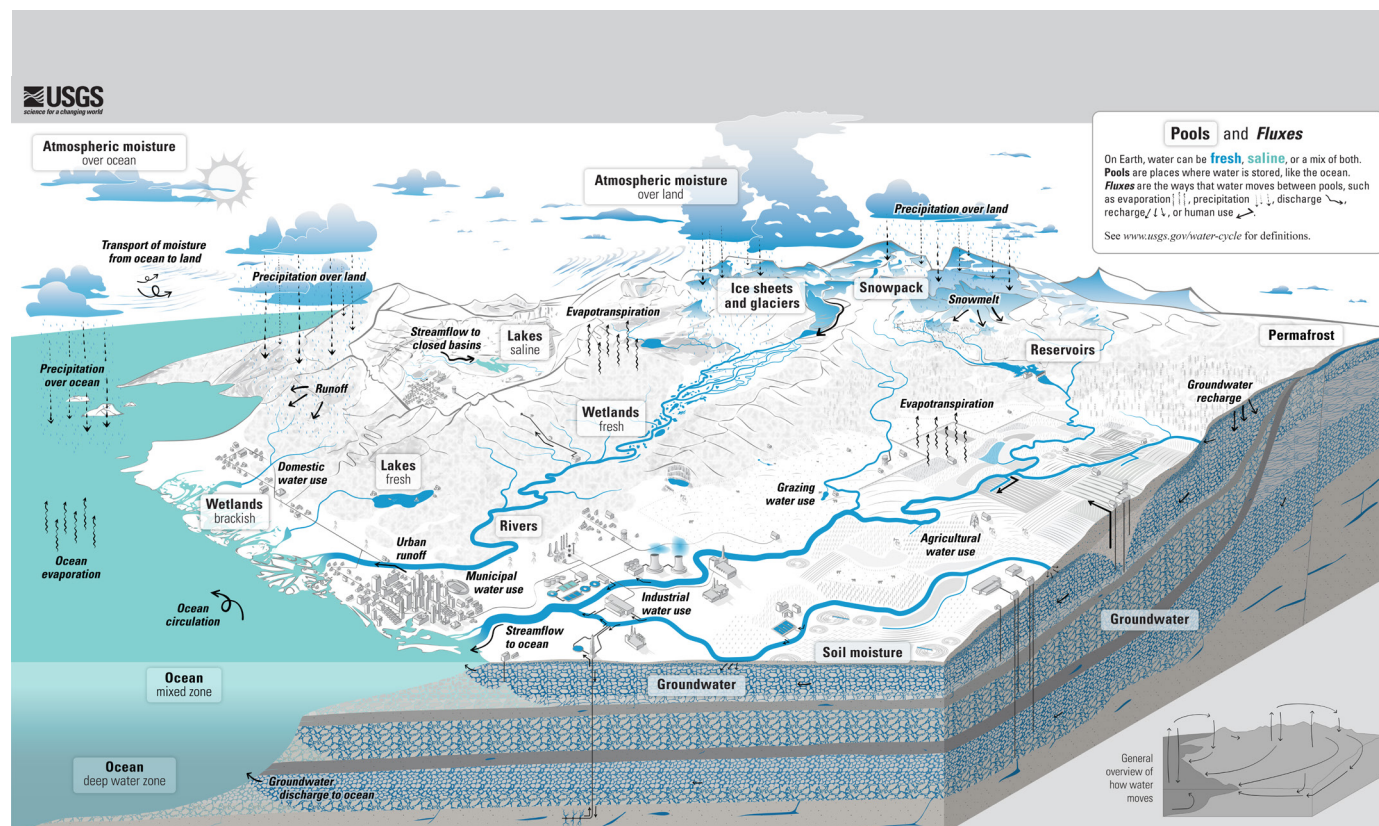 USGS
science for a changing world
Atmospheric moisture
over ocean
Atmospheric moisture
over land
Precipitation over land
Pools and Fluxes
On Earth, water can be fresh, saline, or a mix of both.
Pools are places where water is stored, like the ocean.
Fluxes are the ways that water moves between pools, such
as evaporation, precipitation, discharge,
recharge, or human use.
See www.usgs.gov/water-cycle for definitions.
Transport of moisture
from ocean to land
Precipitation over land
Ice sheets
and glaciers
Snowpack
Snowmelt
Evapotranspiration
Streamflow to
closed basins
Lakes
saline
Permafrost
Reservoirs
Precipitation
over ocean
Runoff
Groundwater
recharge
Wetlands
fresh
Evapotranspiration
Domestic
water use
Lakes
fresh
Grazing
water use
Wetlands
brackish
Rivers
Urban
runoff
Agricultural
water use
Ocean
evaporation
Municipal
water use
Industrial
water use
Ocean
circulation
Streamflow
to ocean
Soil moisture
Groundwater
Ocean
mixed zone
Groundwater
Ocean
deep water zone
Groundwater
discharge to ocean
General
overview of
how water
moves